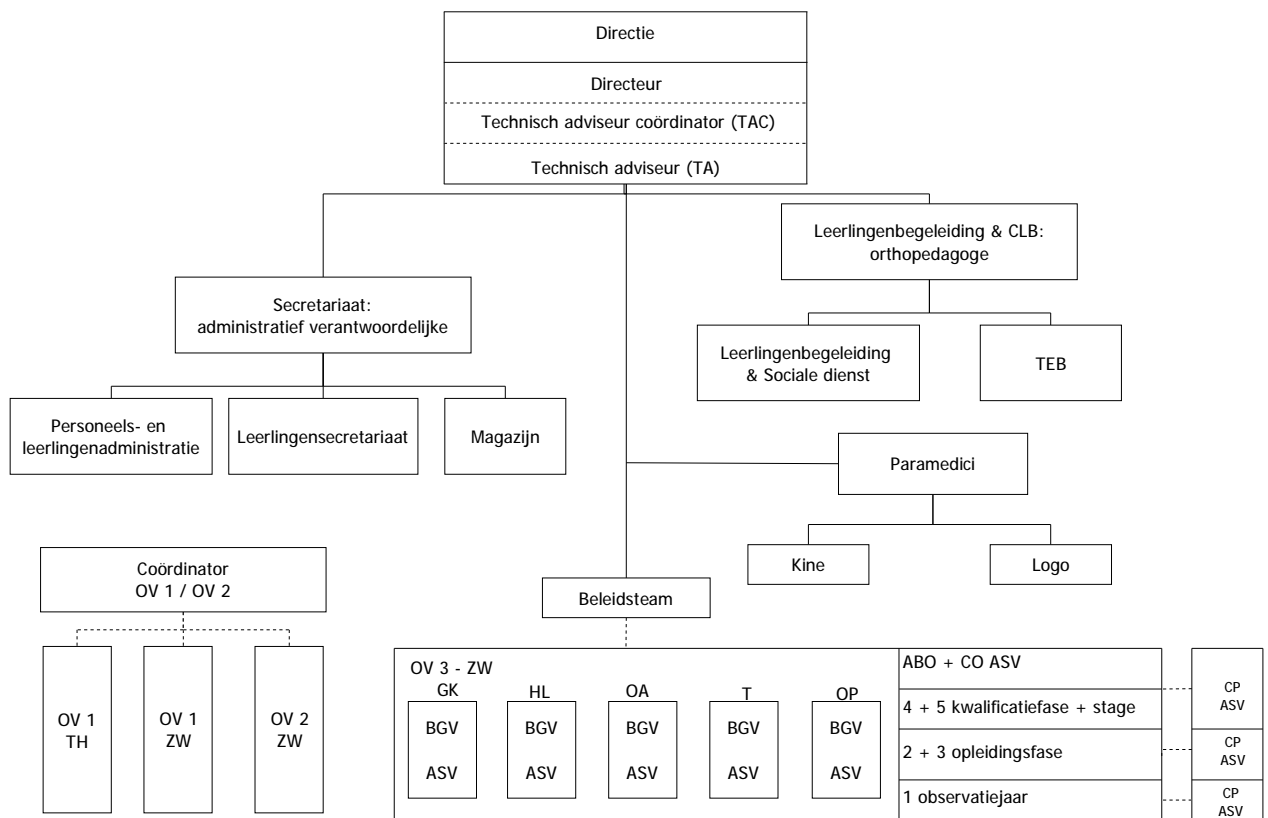 Directie
Directeur
Technisch adviseur coördinator (TAC)
Technisch adviseur (TA)
Leerlingenbegeleiding & CLB:
orthopedagoge
Secretariaat:
administratief verantwoordelijke
Leerlingenbegeleiding
& Sociale dienst
TEB
Personeels- en
leerlingenadministratie
Leerlingensecretariaat
Magazijn
Paramedici
Kine
Logo
Coördinator
OV 1 / OV 2
Beleidsteam
OV 1
TH
OV 1
ZW
OV 2
ZW
OV 3 - ZW
GK
HL
OA
T
OP
BGV
ASV
BGV
ASV
BGV
ASV
BGV
ASV
BGV
ASV
ABO + CO ASV
4 + 5 kwalificatiefase + stage
2 + 3 opleidingsfase
1 observatiejaar
CP
ASV
CP
ASV
CP
ASV